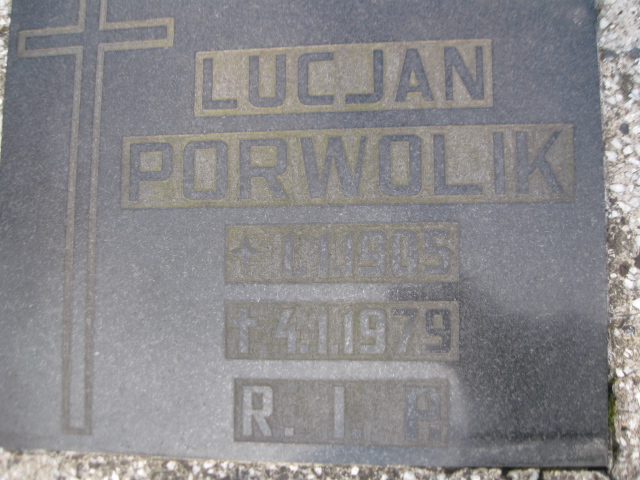 LUCJAN
PORWOLIK
✦ 1.1.1905
† 4.1.1979
R. I. P.